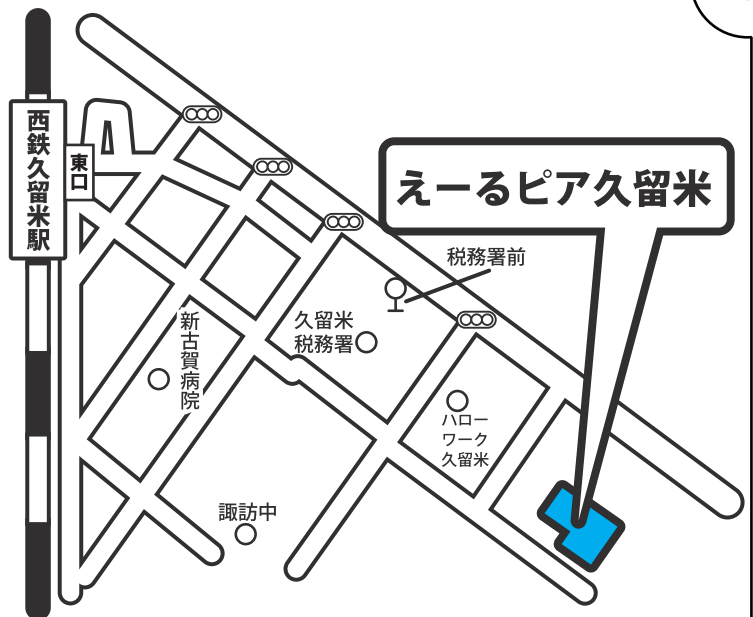 西鉄久留米駅
東口
えーるピア久留米
税務署前
久留米
税務署
新古賀病院
ハロー
ワーク
久留米
諏訪中